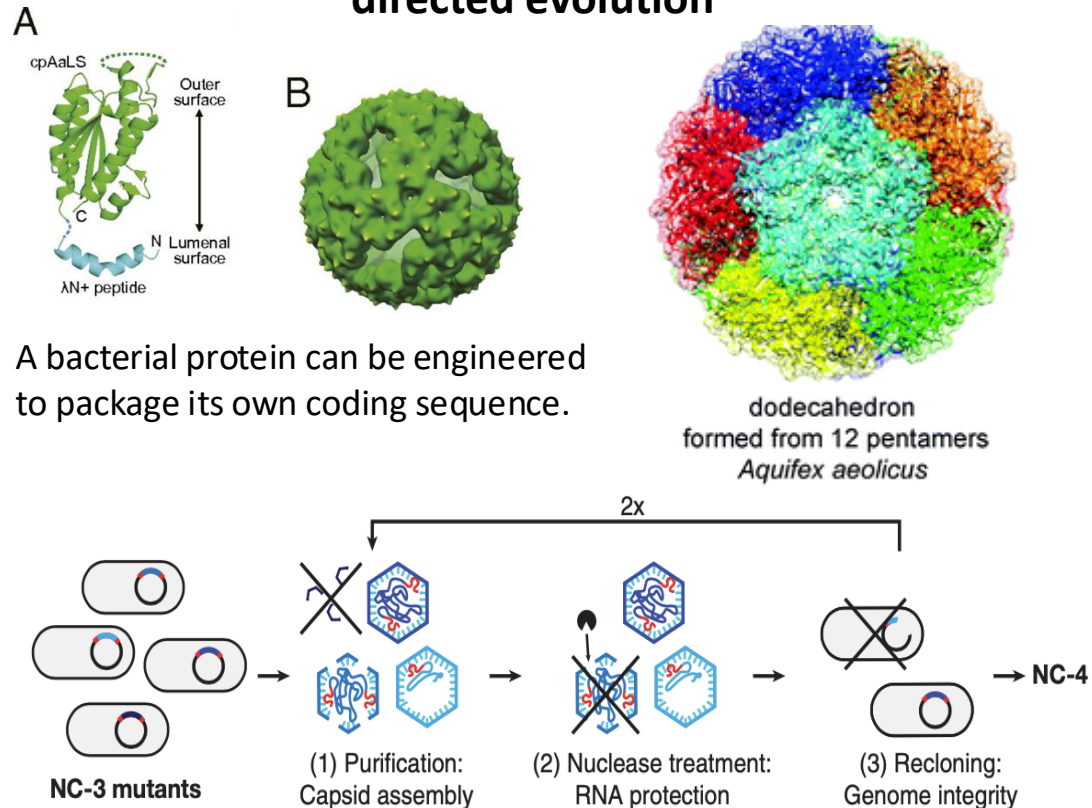 directed evolution
A
cpAaLS
Outer
surface
C
N
Lumenal
surface
λN+ peptide
B
A bacterial protein can be engineered
to package its own coding sequence.
dodecahedron
formed from 12 pentamers
Aquifex aeolicus
2x
NC-3 mutants
(1) Purification:
Capsid assembly
(2) Nuclease treatment:
RNA protection
(3) Recloning:
Genome integrity
NC-4